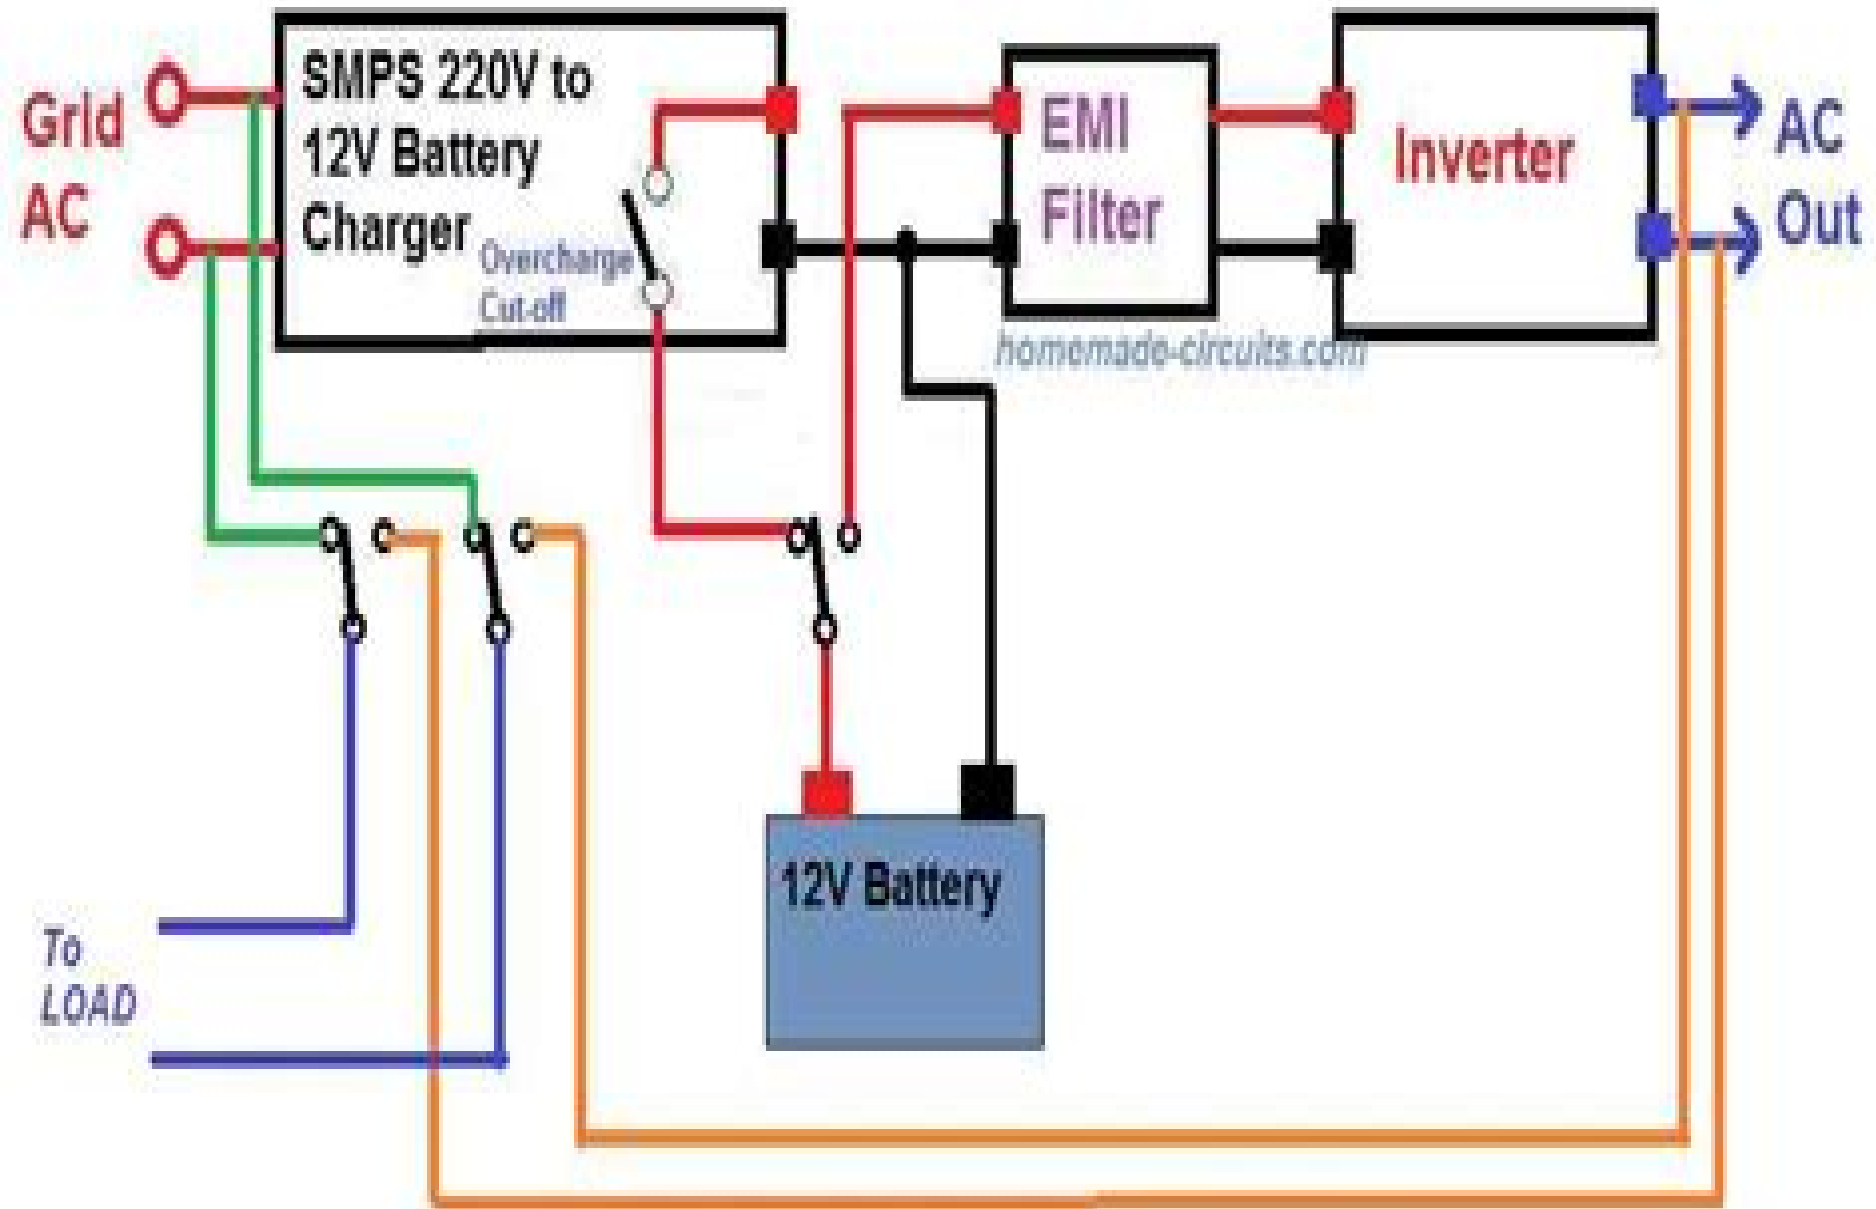 Grid
AC
SMPS 220V to
12V Battery
Charger
Overcharge
Cut-off
EMI
Filter
Inverter
AC
Out
homemade-circuits.com
12V Battery
To
LOAD